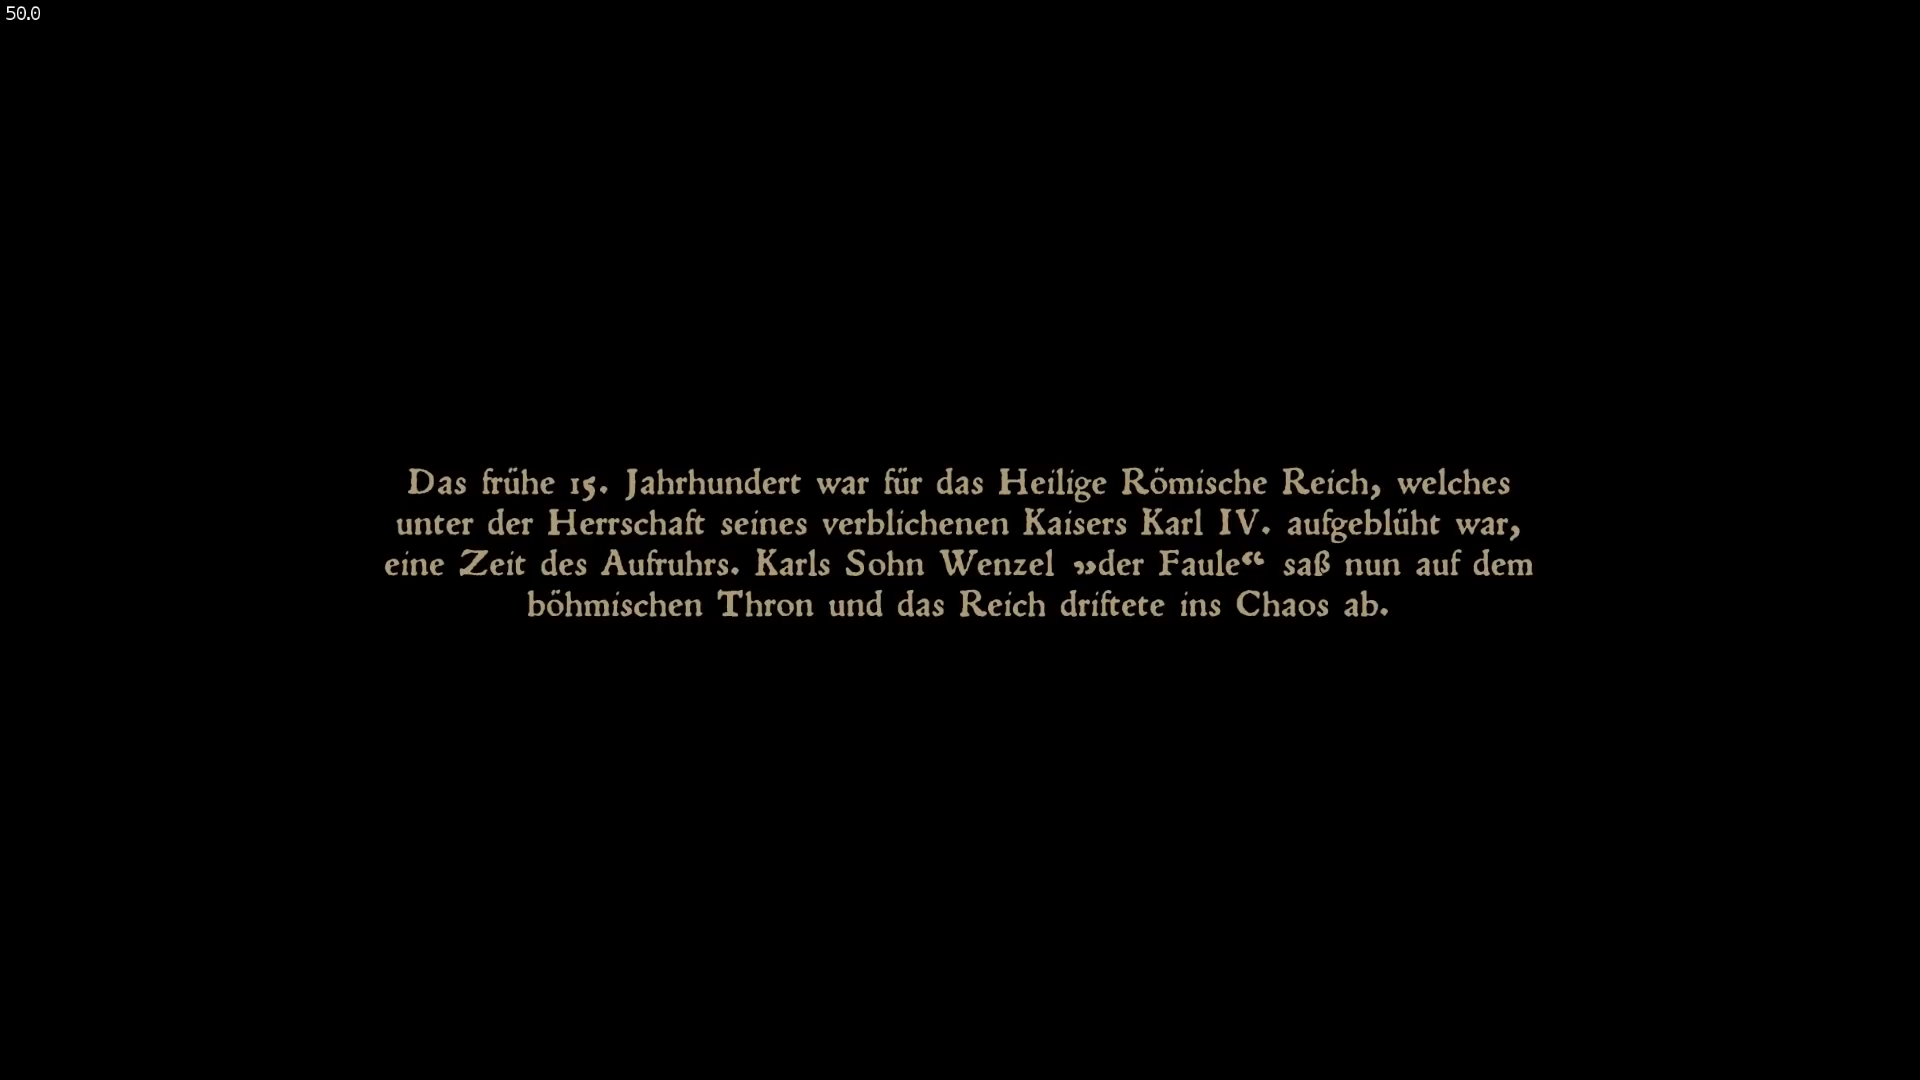 50.0
Das frühe 15. Jahrhundert war für das Heilige Römische Reich, welches
unter der Herrschaft seines verblichenen Kaisers Karl IV. aufgeblüht war,
eine Zeit des Aufruhrs. Karls Sohn Wenzel »der Faule“ saß nun auf dem
böhmischen Thron und das Reich driftete ins Chaos ab.